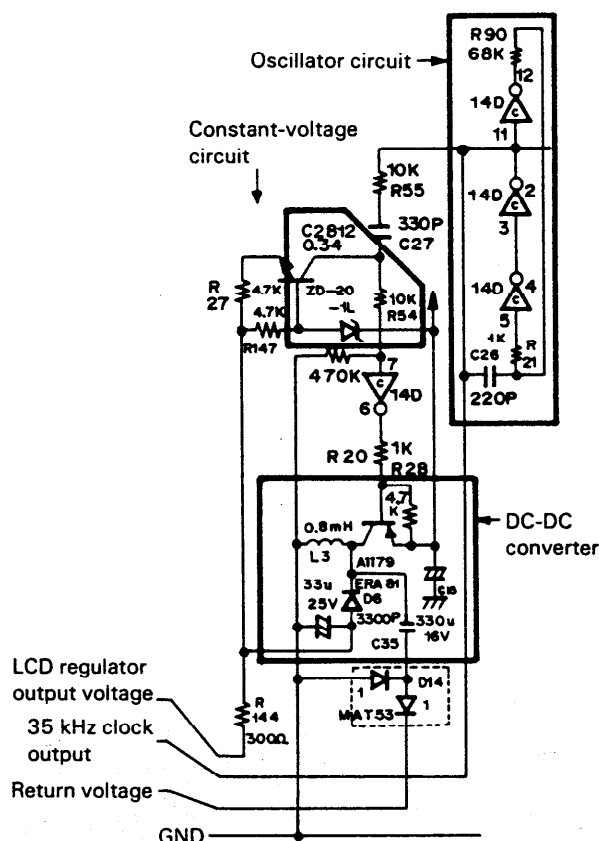 R90
68K
12
Oscillator circuit
14D
C
11
Constant-voltage
circuit
10K
R55
14D
2
C
3
330P
C27
C2812
0.34
R
27
4.7K
ZD-20
-1L
10K
R54
4.7K
R147
14D
4
C
5
1K
R
21
C26
220P
470K
7
C
14D
6
1K
R20
R28
4.7
K
DC-DC
converter
0.8mH
L3
A1179
33u
25V
ERA81
D6
3300P
C35
330u
16V
LCD regulator
output voltage
R
144
300Ω
1
D14
MAT53
1
35 kHz clock
output
Return voltage
GND